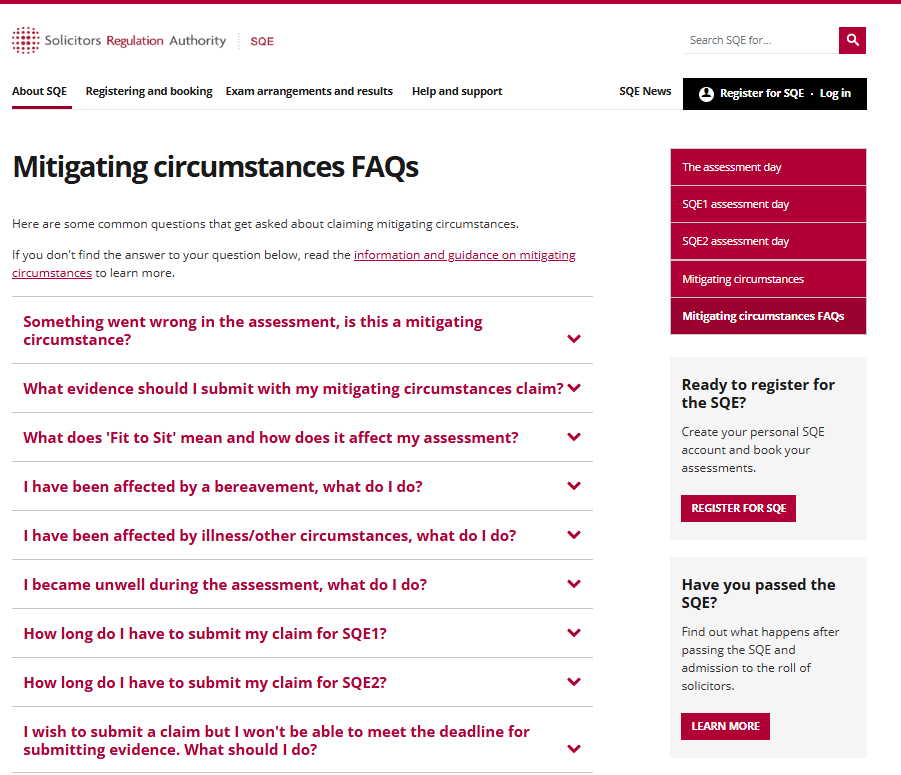 Solicitors Regulation Authority SQE
Search SQE for...
About SQE Registering and booking Exam arrangements and results Help and support SQE News Register for SQE · Log in
Mitigating circumstances FAQs
Here are some common questions that get asked about claiming mitigating circumstances.
If you don't find the answer to your question below, read the information and guidance on mitigating
circumstances to learn more.
Something went wrong in the assessment, is this a mitigating
circumstance?
What evidence should I submit with my mitigating circumstances claim?
What does 'Fit to Sit' mean and how does it affect my assessment?
I have been affected by a bereavement, what do I do?
I have been affected by illness/other circumstances, what do I do?
I became unwell during the assessment, what do I do?
How long do I have to submit my claim for SQE1?
How long do I have to submit my claim for SQE2?
I wish to submit a claim but I won't be able to meet the deadline for
submitting evidence. What should I do?
The assessment day
SQE1 assessment day
SQE2 assessment day
Mitigating circumstances
Mitigating circumstances FAQs
Ready to register for
the SQE?
Create your personal SQE
account and book your
assessments.
REGISTER FOR SQE
Have you passed the
SQE?
Find out what happens after
passing the SQE and
admission to the roll of
solicitors.
LEARN MORE